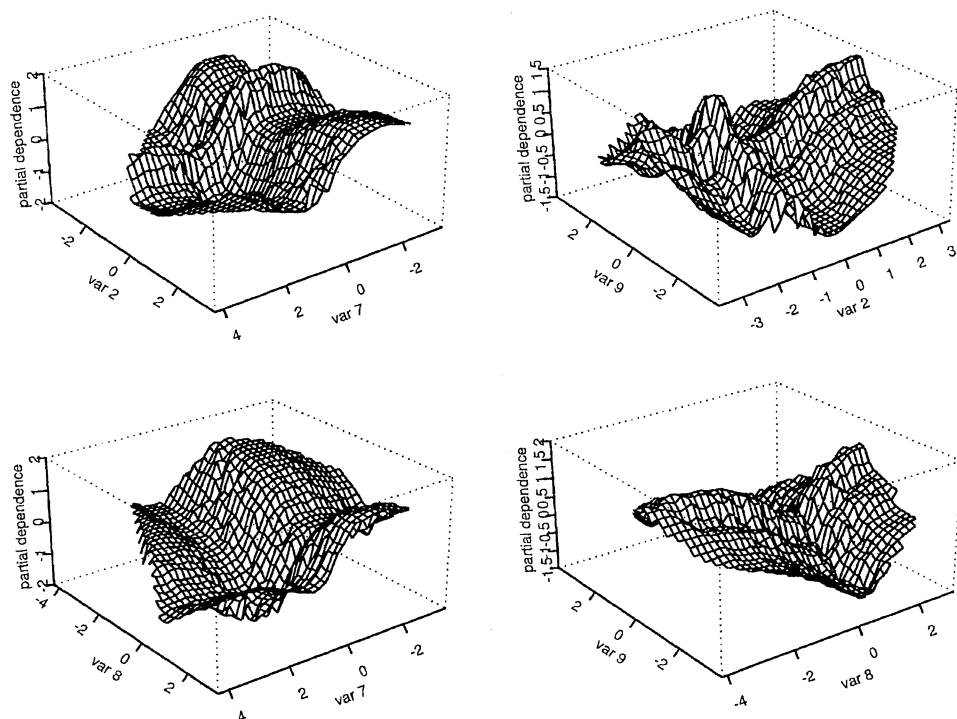 partial dependence
-2 -1 0 1 2
-2 0 2
var 2
4 2 0 -2
var 7
partial dependence
-1.5 -1 -0.5 0 0.5 1 1.5
2 0 -2
var 9
-3 -2 -1 0 1 2 3
var 2
partial dependence
-2 -1 0 1 2
-4 -2 0 2
var 8
4 2 0 -2
var 7
partial dependence
-1.5 -1 -0.5 0 0.5 1 1.5 2
2 0 -2
var 9
-4 -2 0 2
var 8